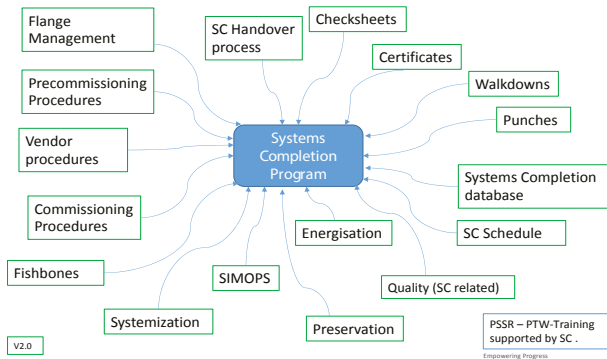 Flange
Management
SC Handover
process
Checksheets
Certificates
Precommissioning
Procedures
Walkdowns
Punches
Vendor
procedures
Systems
Completion
Program
Systems Completion
database
Commissioning
Procedures
Energisation
SC Schedule
Fishbones
SIMOPS
Quality (SC related)
Systemization
Preservation
PSSR – PTW-Training
supported by SC .
V2.0
Empowering Progress